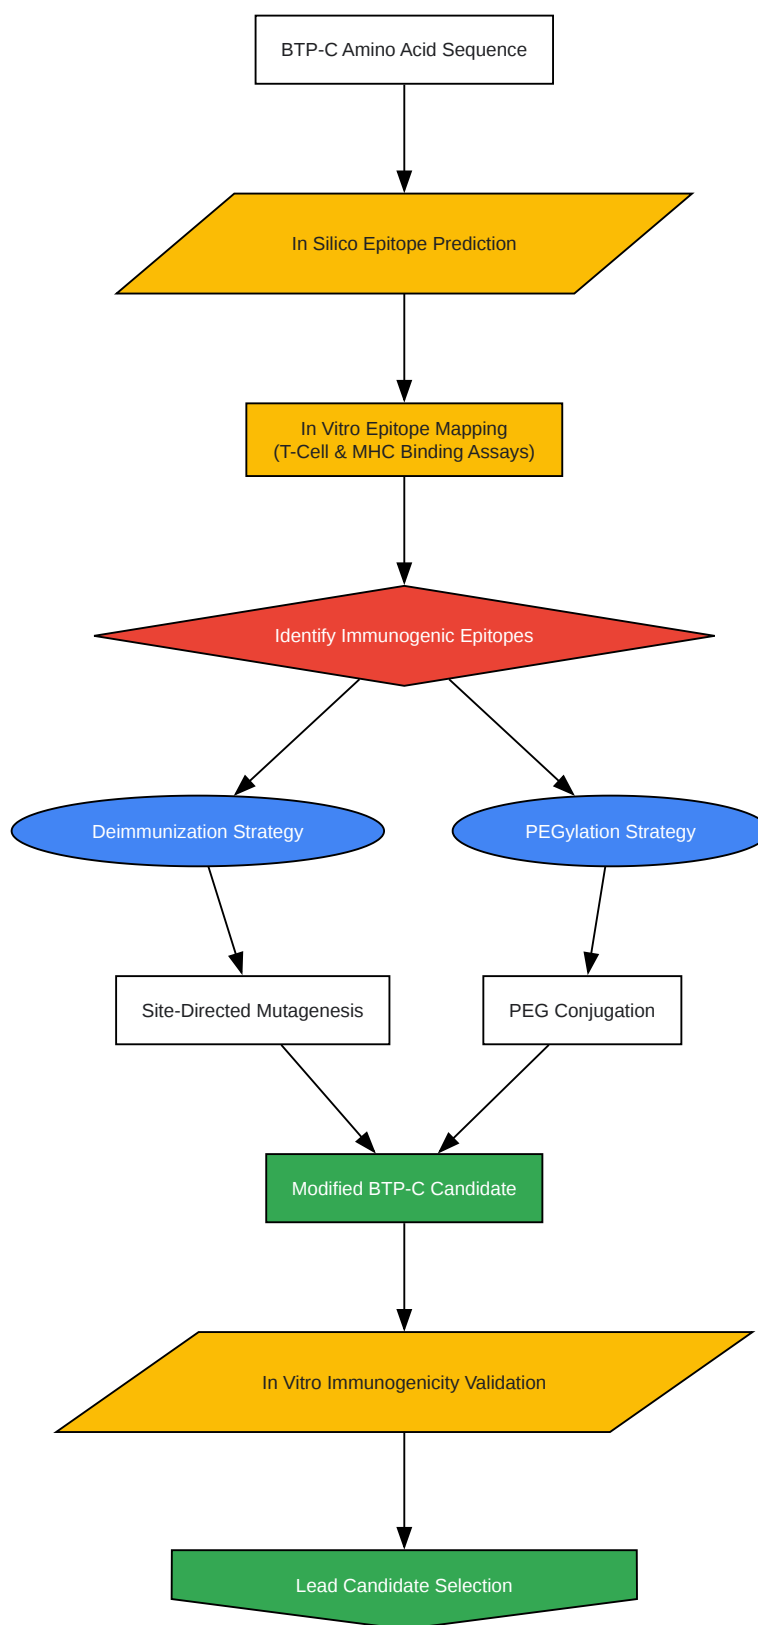 BTP-C Amino Acid Sequence
In Silico Epitope Prediction
In Vitro Epitope Mapping
(T-Cell & MHC Binding Assays)
Identify Immunogenic Epitopes
Deimmunization Strategy
PEGylation Strategy
Site-Directed Mutagenesis
PEG Conjugation
Modified BTP-C Candidate
In Vitro Immunogenicity Validation
Lead Candidate Selection